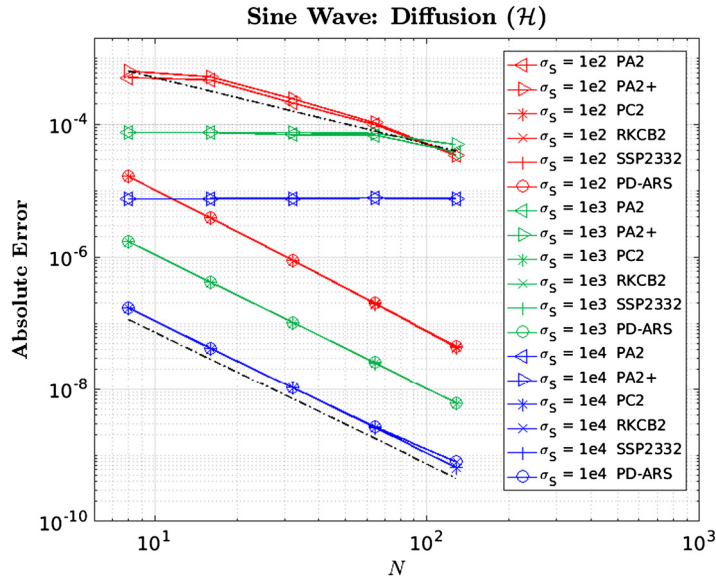 Sine Wave: Diffusion (ℋ)
Absolute Error
10⁻⁴
10⁻⁶
10⁻⁸
10⁻¹⁰
10¹
10²
10³
N
σS = 1e2 PA2
σS = 1e2 PA2+
σS = 1e2 PC2
σS = 1e2 RKCB2
σS = 1e2 SSP2332
σS = 1e2 PD-ARS
σS = 1e3 PA2
σS = 1e3 PA2+
σS = 1e3 PC2
σS = 1e3 RKCB2
σS = 1e3 SSP2332
σS = 1e3 PD-ARS
σS = 1e4 PA2
σS = 1e4 PA2+
σS = 1e4 PC2
σS = 1e4 RKCB2
σS = 1e4 SSP2332
σS = 1e4 PD-ARS